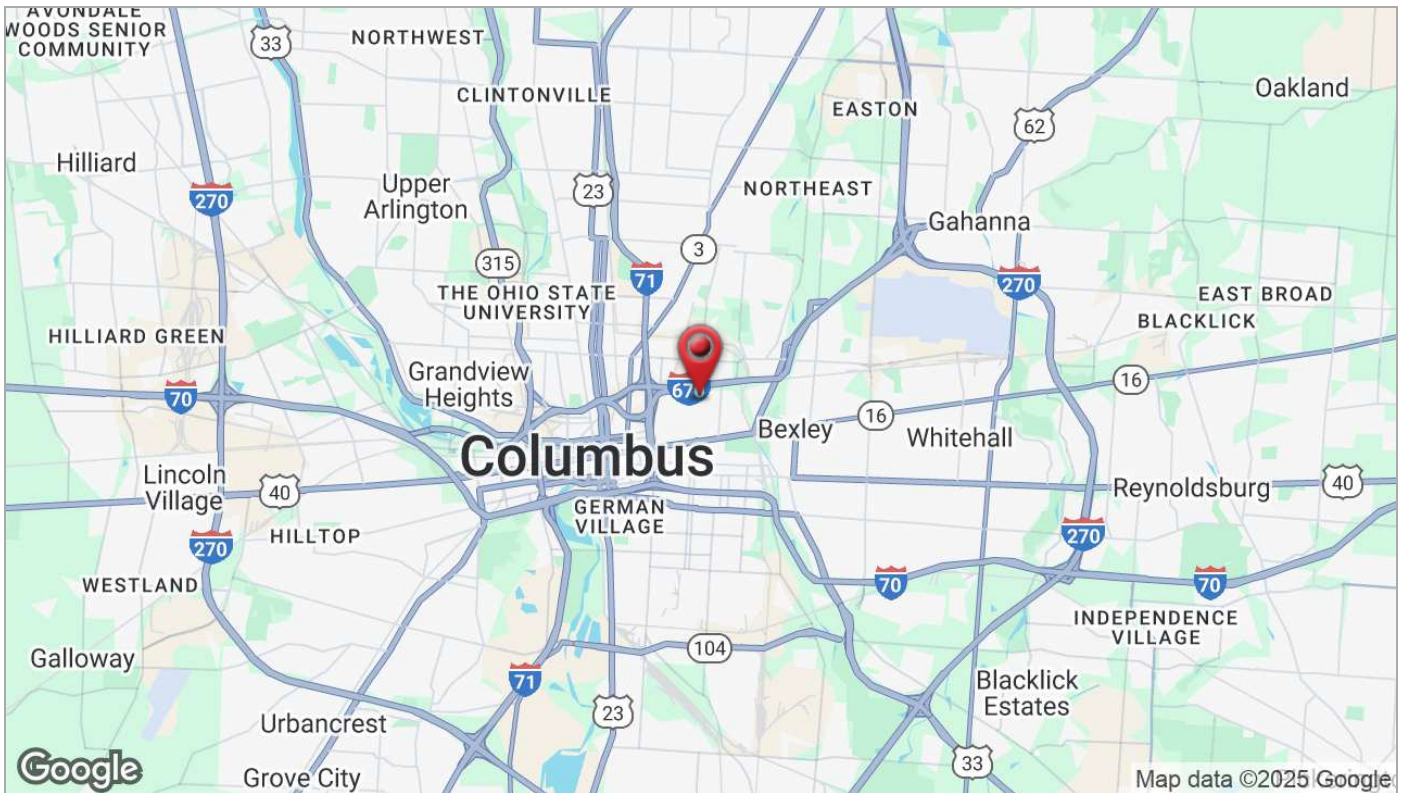 AVONDALE
WOODS SENIOR
COMMUNITY
33
NORTHWEST
CLINTONVILLE
EASTON
Oakland
62
Hilliard
270
Upper
Arlington
23
NORTHEAST
Gahanna
315
3
71
270
THE OHIO STATE
UNIVERSITY
EAST BROAD
BLACKLICK
HILLIARD GREEN
Grandview
Heights
70
670
16
16
Bexley
Whitehall
Columbus
Lincoln
Village
40
Reynoldsburg
40
GERMAN
VILLAGE
HILLTOP
270
270
WESTLAND
70
70
INDEPENDENCE
VILLAGE
Galloway
104
71
Blacklick
Estates
23
Urbancrest
33
Grove City
Google
Map data ©2025 Google